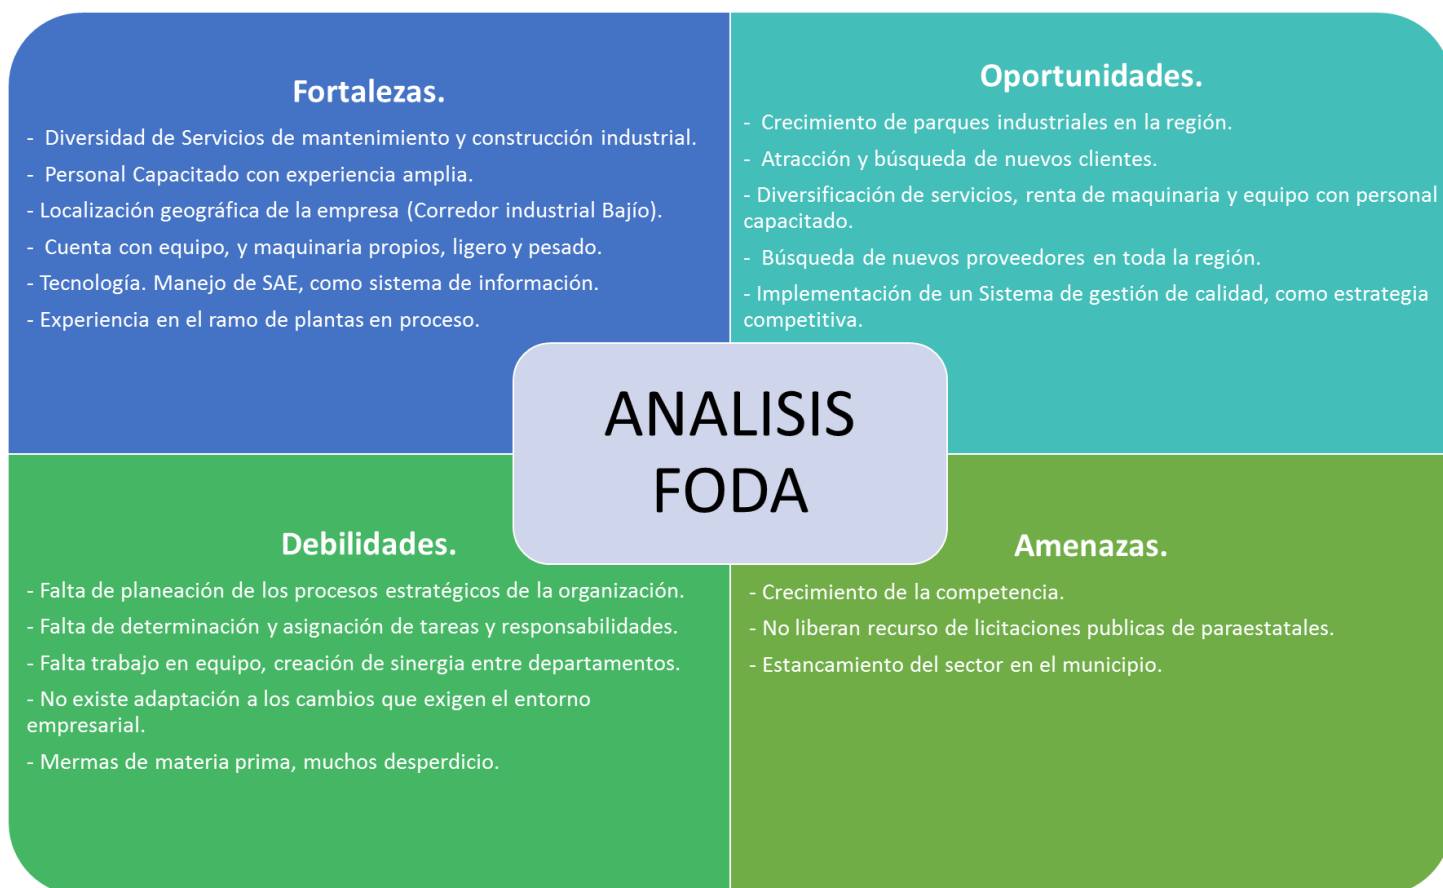 Fortalezas.
- Diversidad de Servicios de mantenimiento y construcción industrial.
- Personal Capacitado con experiencia amplia.
- Localización geográfica de la empresa (Corredor industrial Bajío).
- Cuenta con equipo, y maquinaria propios, ligero y pesado.
- Tecnología. Manejo de SAE, como sistema de información.
- Experiencia en el ramo de plantas en proceso.
Oportunidades.
- Crecimiento de parques industriales en la región.
- Atracción y búsqueda de nuevos clientes.
- Diversificación de servicios, renta de maquinaria y equipo con personal
capacitado.
- Búsqueda de nuevos proveedores en toda la región.
- Implementación de un Sistema de gestión de calidad, como estrategia
competitiva.
ANALISIS
FODA
Debilidades.
- Falta de planeación de los procesos estratégicos de la organización.
- Falta de determinación y asignación de tareas y responsabilidades.
- Falta trabajo en equipo, creación de sinergia entre departamentos.
- No existe adaptación a los cambios que exigen el entorno
empresarial.
- Mermas de materia prima, muchos desperdicio.
Amenazas.
- Crecimiento de la competencia.
- No liberan recurso de licitaciones publicas de paraestatales.
- Estancamiento del sector en el municipio.